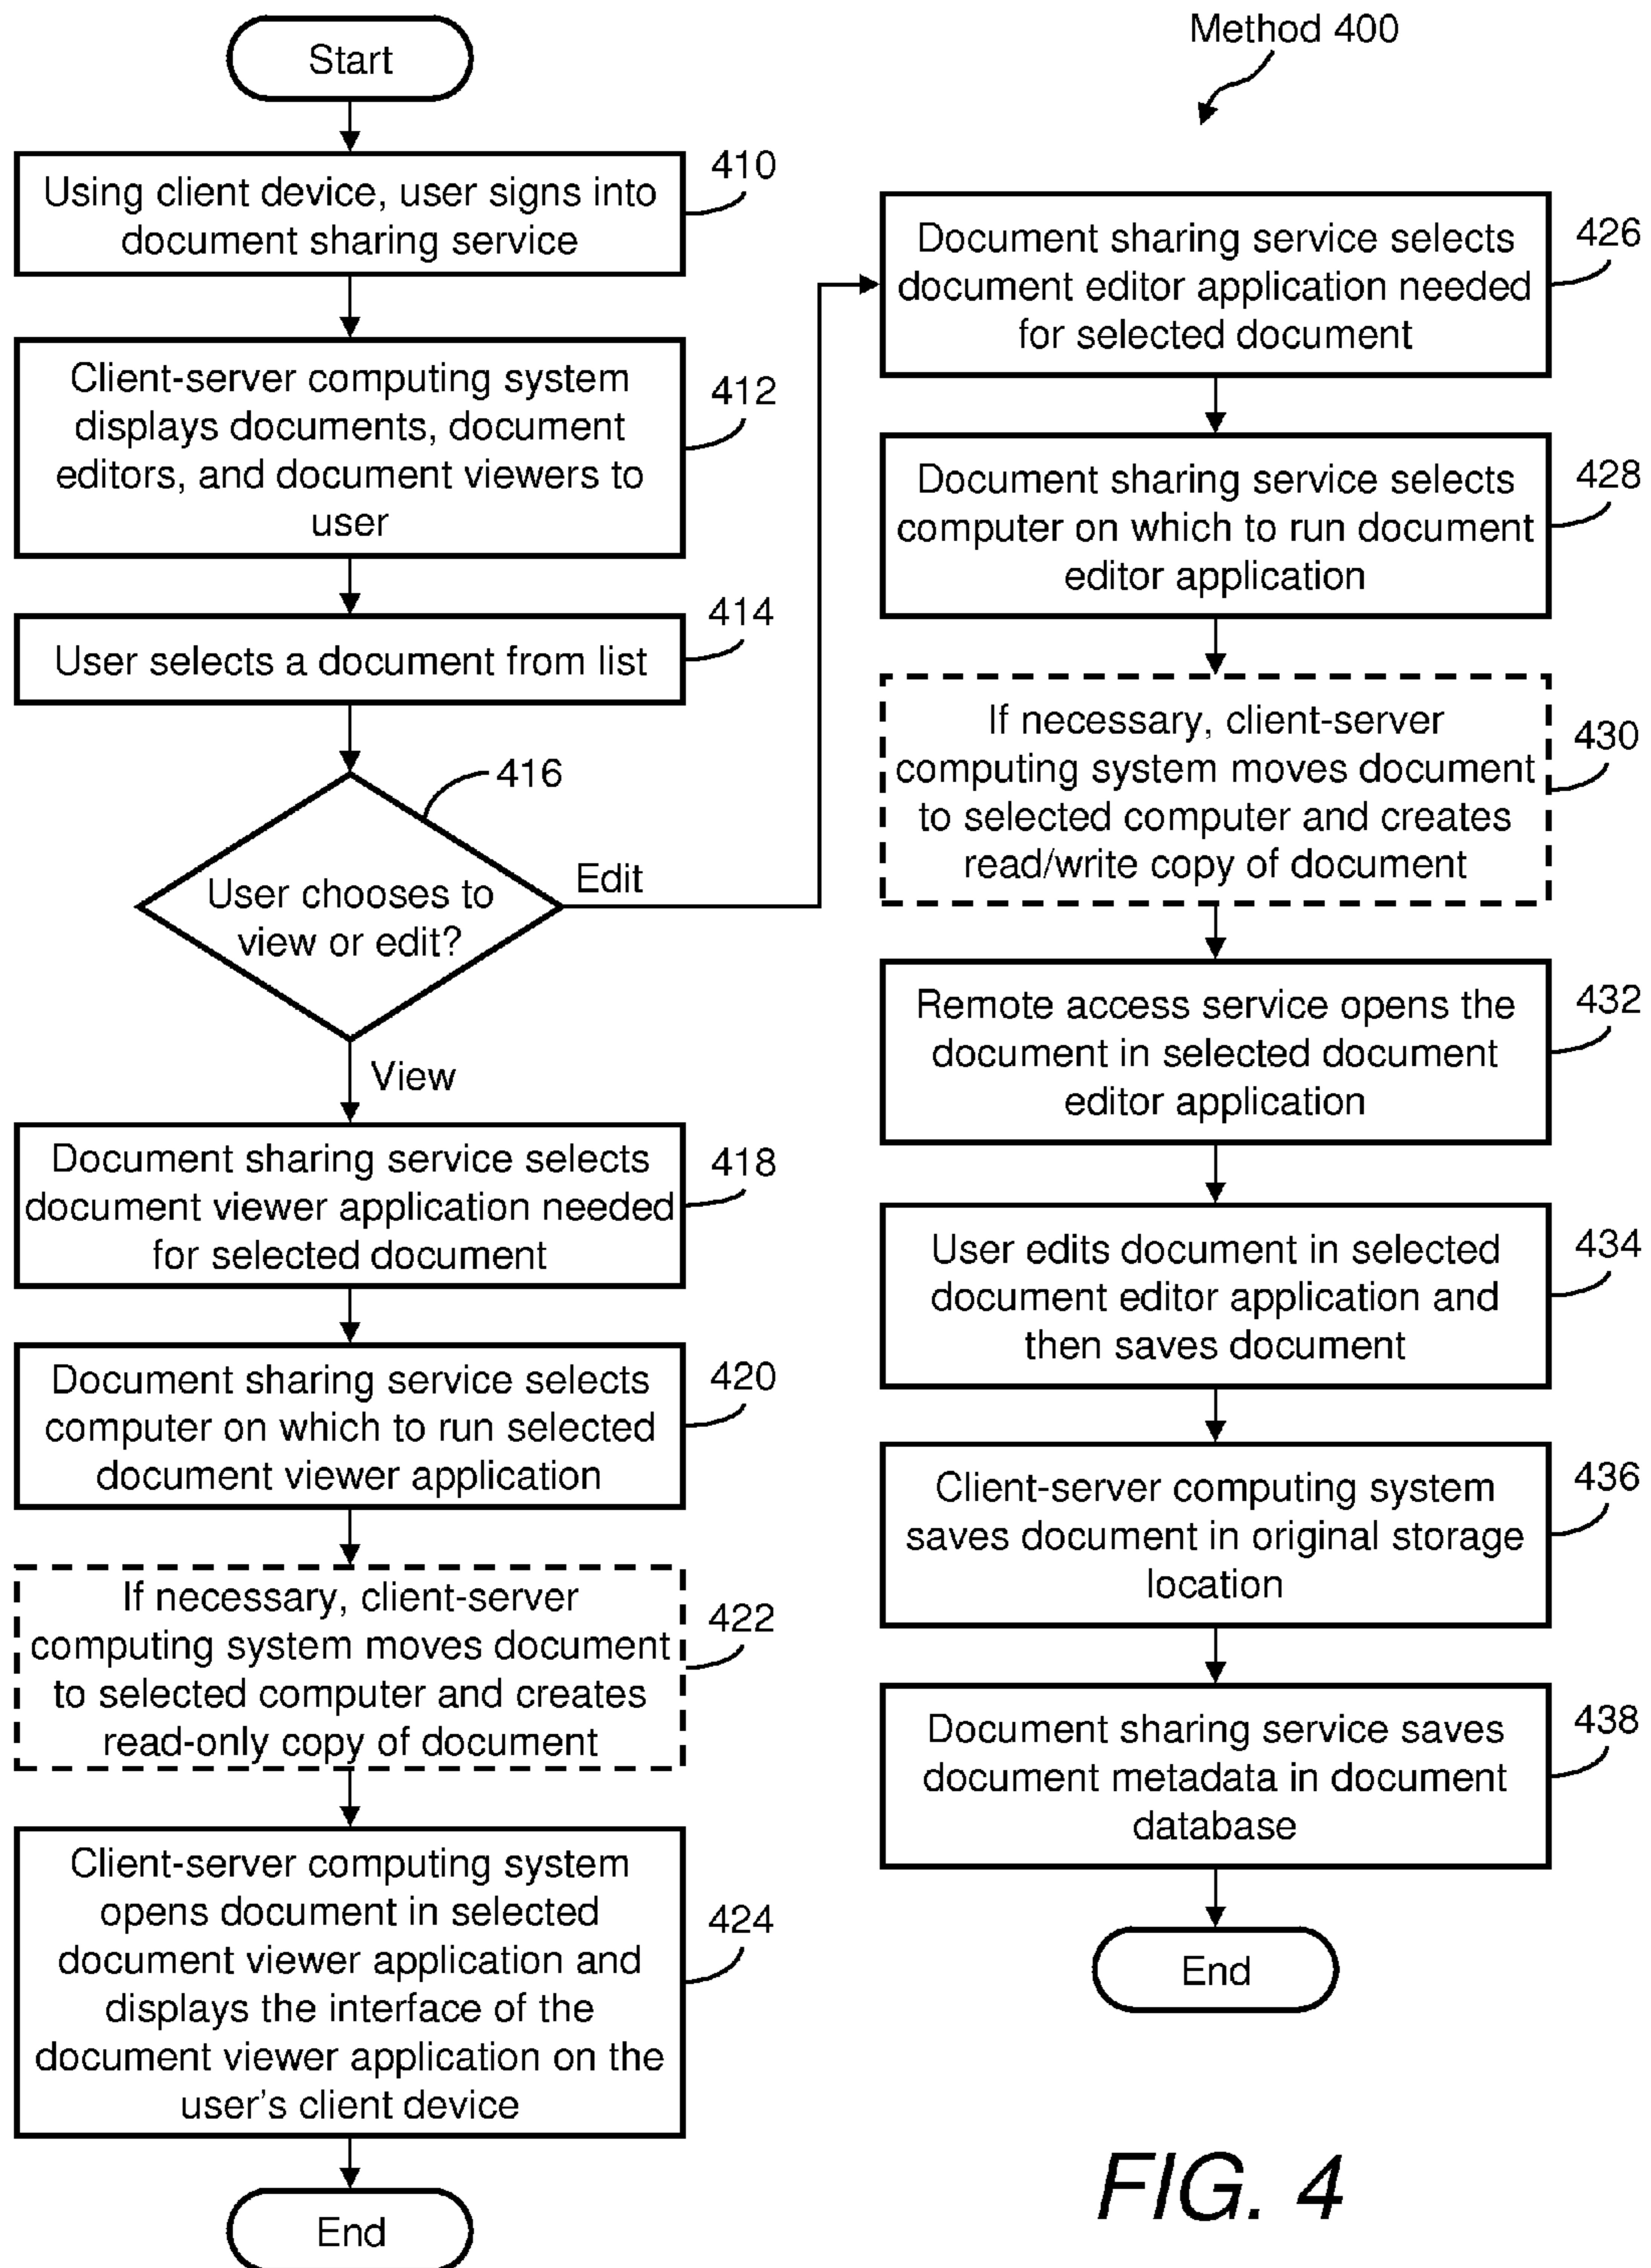 Start
Using client device, user signs into
document sharing service
410
Client-server computing system
displays documents, document
editors, and document viewers to
user
412
User selects a document from list
414
User chooses to
view or edit?
416
Edit
View
Document sharing service selects
document viewer application needed
for selected document
418
Document sharing service selects
computer on which to run selected
document viewer application
420
If necessary, client-server
computing system moves document
to selected computer and creates
read-only copy of document
422
Client-server computing system
opens document in selected
document viewer application and
displays the interface of the
document viewer application on the
user's client device
424
End
Method 400
Document sharing service selects
document editor application needed
for selected document
426
Document sharing service selects
computer on which to run document
editor application
428
If necessary, client-server
computing system moves document
to selected computer and creates
read/write copy of document
430
Remote access service opens the
document in selected document
editor application
432
User edits document in selected
document editor application and
then saves document
434
Client-server computing system
saves document in original storage
location
436
Document sharing service saves
document metadata in document
database
438
End
FIG. 4